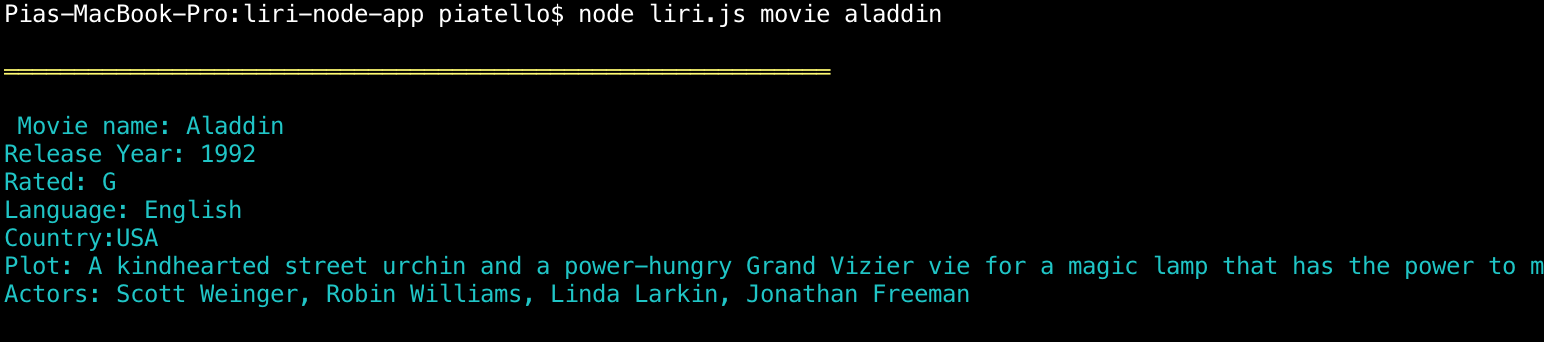 Pias-MacBook-Pro:liri-node-app piatello$ node liri.js movie aladdin
Movie name: Aladdin
Release Year: 1992
Rated: G
Language: English
Country:USA
Plot: A kindhearted street urchin and a power-hungry Grand Vizier vie for a magic lamp that has the power to m
Actors: Scott Weinger, Robin Williams, Linda Larkin, Jonathan Freeman